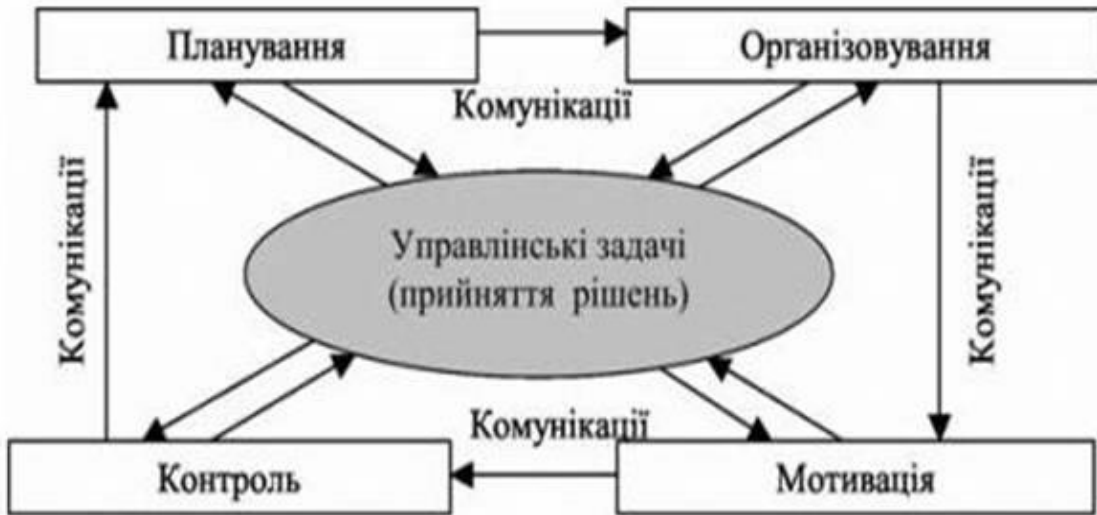 Планування
Організовування
Комунікації
Комунікації
Комунікації
Управлінські задачі
(прийняття рішень)
Комунікації
Контроль
Мотивація